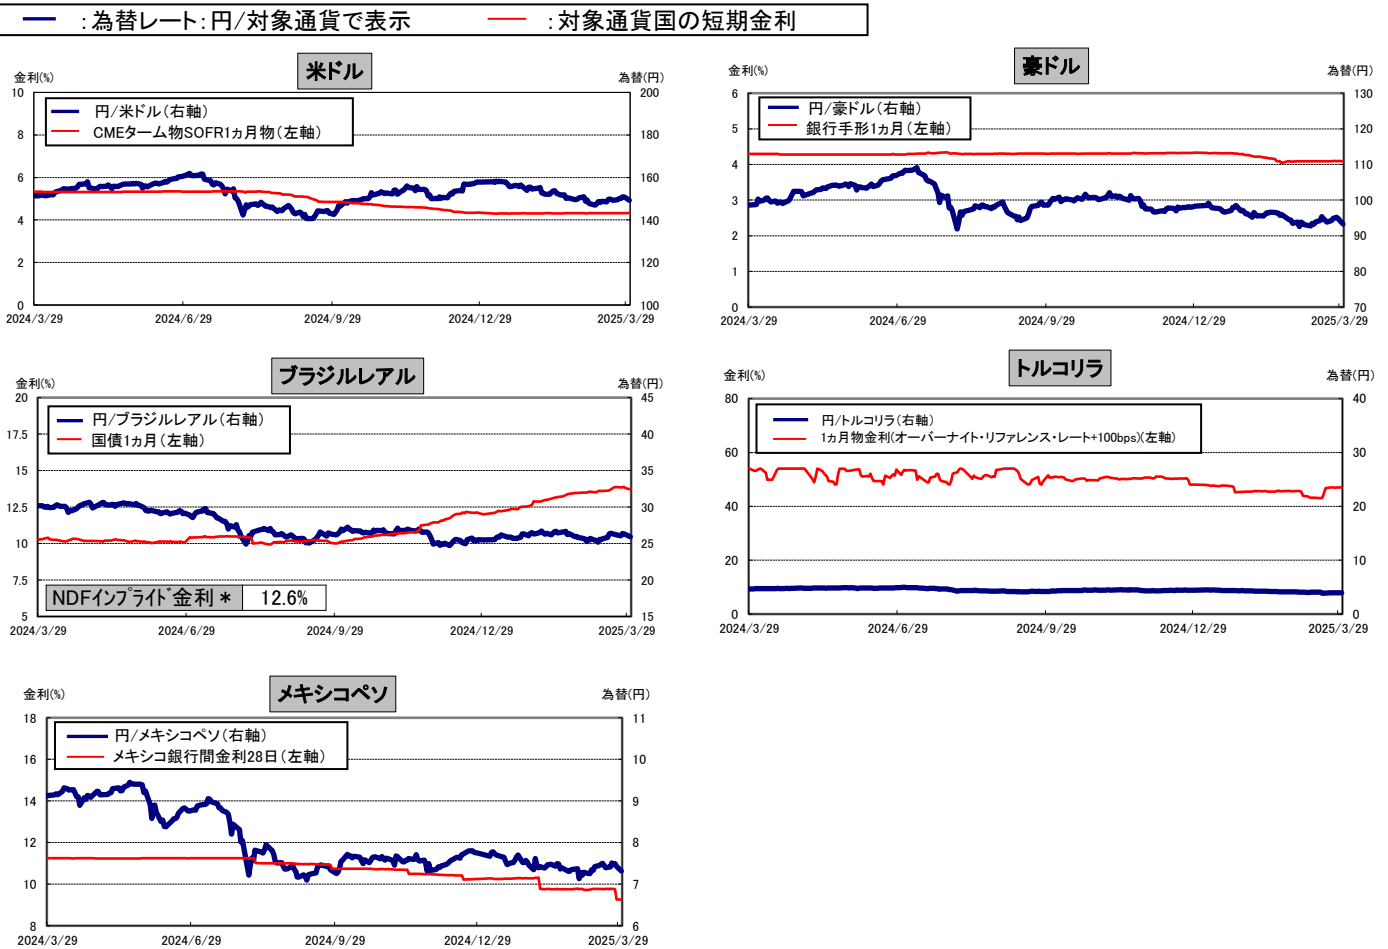 :為替レート:円/対象通貨で表示 :対象通貨国の短期金利
米ドル
金利(%) 為替(円)
円/米ドル(右軸)
CMEターム物SOFR1ヵ月物(左軸)
10 200
8 180
6 160
4 140
2 120
0 100
2024/3/29 2024/6/29 2024/9/29 2024/12/29 2025/3/29
豪ドル
金利(%) 為替(円)
円/豪ドル(右軸)
銀行手形1ヵ月(左軸)
6 130
5 120
4 110
3 100
2 90
1 80
0 70
2024/3/29 2024/6/29 2024/9/29 2024/12/29 2025/3/29
ブラジルレアル
金利(%) 為替(円)
円/ブラジルレアル(右軸)
国債1ヵ月(左軸)
20 45
17.5 40
15 35
12.5 30
10 25
7.5 20
NDFインプライド金利* 12.6%
5 15
2024/3/29 2024/6/29 2024/9/29 2024/12/29 2025/3/29
トルコリラ
金利(%) 為替(円)
円/トルコリラ(右軸)
1ヵ月物金利(オーバーナイト・リファレンス・レート+100bps)(左軸)
80 40
60 30
40 20
20 10
0 0
2024/3/29 2024/6/29 2024/9/29 2024/12/29 2025/3/29
メキシコペソ
金利(%) 為替(円)
円/メキシコペソ(右軸)
メキシコ銀行間金利28日(左軸)
18 11
16 10
14 9
12 8
10 7
8 6
2024/3/29 2024/6/29 2024/9/29 2024/12/29 2025/3/29